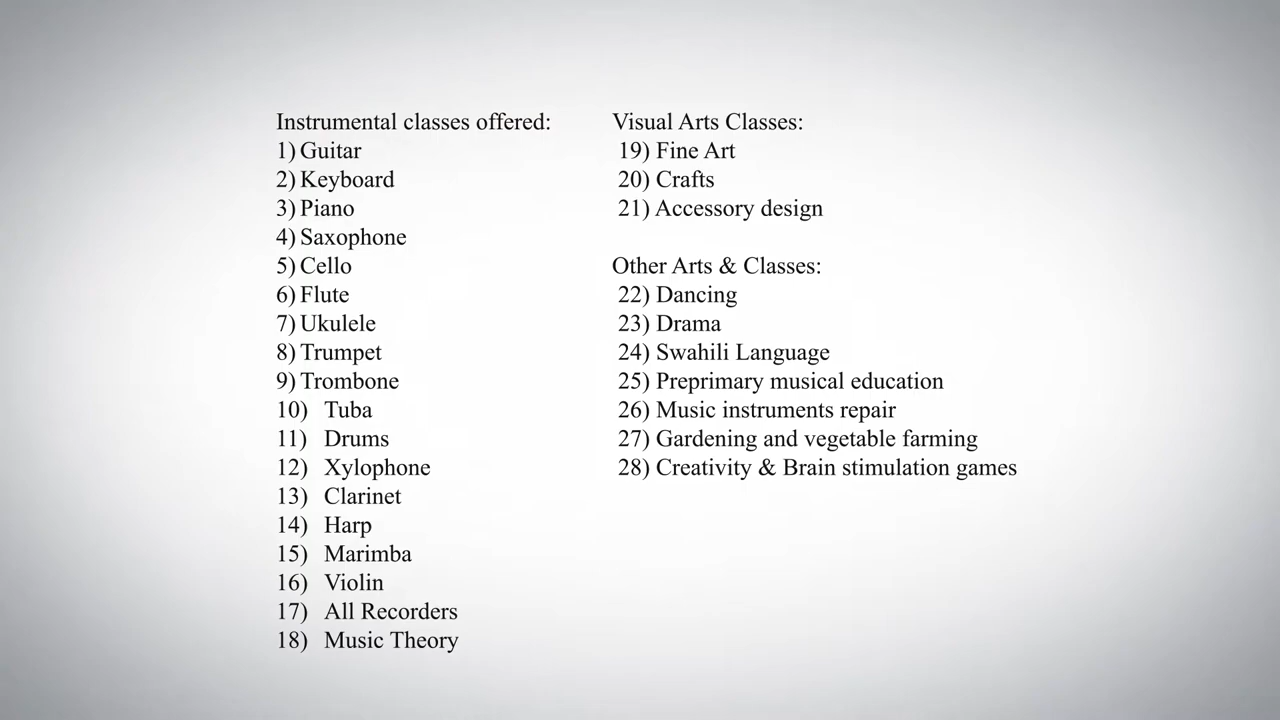 Instrumental classes offered:
1) Guitar
2) Keyboard
3) Piano
4) Saxophone
5) Cello
6) Flute
7) Ukulele
8) Trumpet
9) Trombone
10) Tuba
11) Drums
12) Xylophone
13) Clarinet
14) Harp
15) Marimba
16) Violin
17) All Recorders
18) Music Theory
Visual Arts Classes:
19) Fine Art
20) Crafts
21) Accessory design
Other Arts & Classes:
22) Dancing
23) Drama
24) Swahili Language
25) Preprimary musical education
26) Music instruments repair
27) Gardening and vegetable farming
28) Creativity & Brain stimulation games